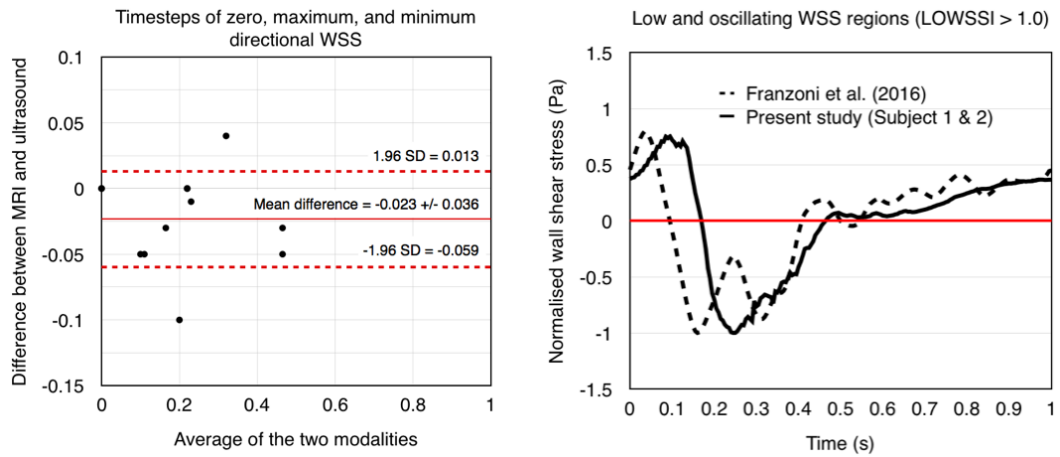 Timesteps of zero, maximum, and minimum
directional WSS
Difference between MRI and ultrasound
0.1
0.05
0
-0.05
-0.1
-0.15
1.96 SD = 0.013
Mean difference = -0.023 +/- 0.036
-1.96 SD = -0.059
0
0.2
0.4
0.6
0.8
1
Average of the two modalities
Low and oscillating WSS regions (LOWSSI > 1.0)
Normalised wall shear stress (Pa)
1.5
1.0
0.5
0
-0.5
-1
-1.5
Franzoni et al. (2016)
Present study (Subject 1 & 2)
0
0.1
0.2
0.3
0.4
0.5
0.6
0.7
0.8
0.9
1
Time (s)